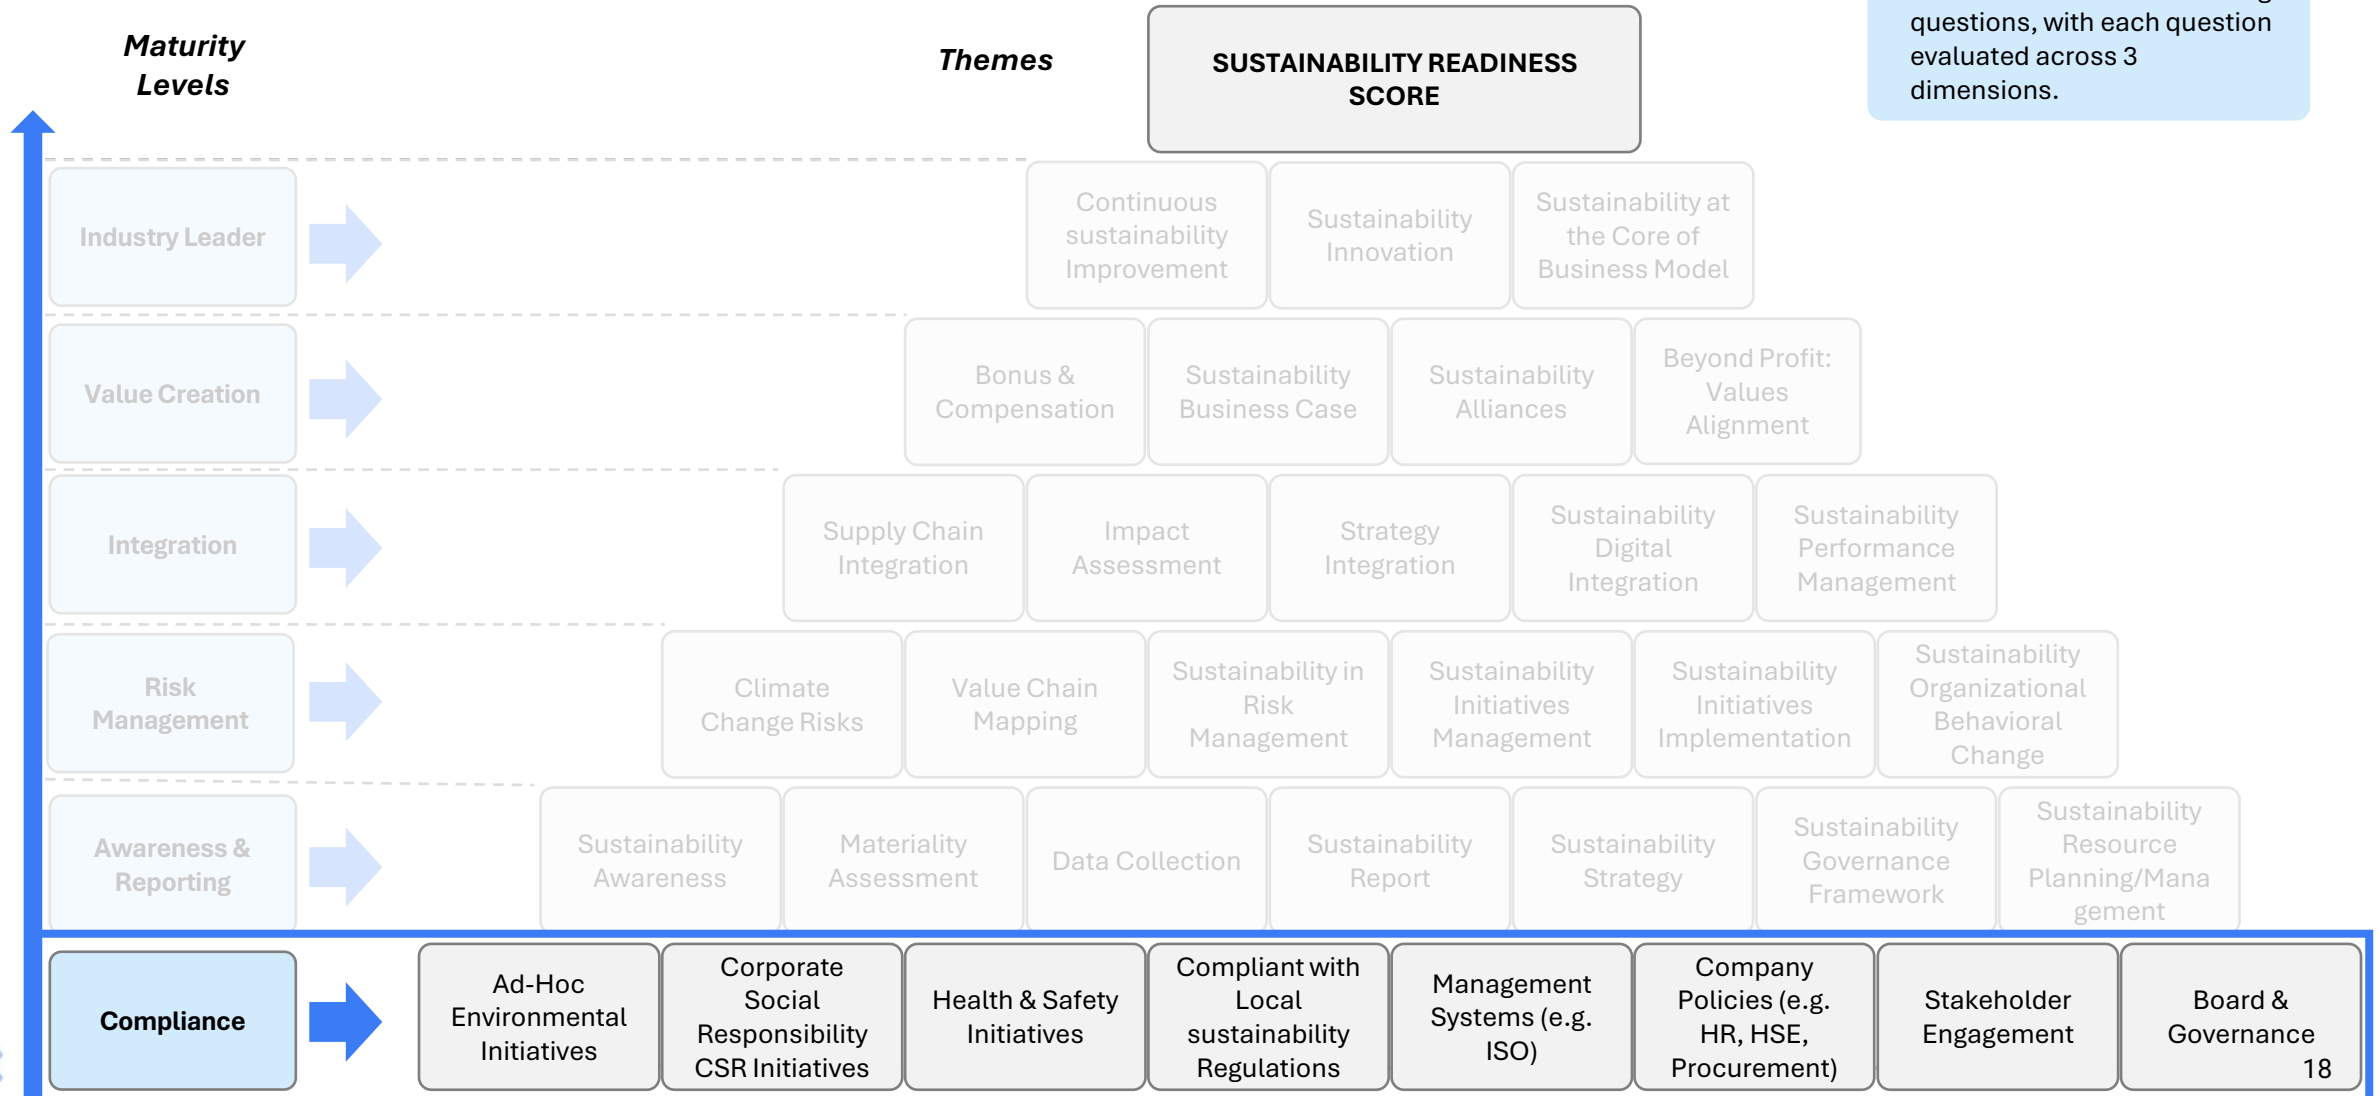 questions, with each question
evaluated across 3
dimensions.
Maturity
Levels
Themes
SUSTAINABILITY READINESS
SCORE
Industry Leader
Continuous
sustainability
Improvement
Sustainability
Innovation
Sustainability at
the Core of
Business Model
Value Creation
Bonus &
Compensation
Sustainability
Business Case
Sustainability
Alliances
Beyond Profit:
Values
Alignment
Integration
Supply Chain
Integration
Impact
Assessment
Strategy
Integration
Sustainability
Digital
Integration
Sustainability
Performance
Management
Risk
Management
Climate
Change Risks
Value Chain
Mapping
Sustainability in
Risk
Management
Sustainability
Initiatives
Management
Sustainability
Initiatives
Implementation
Sustainability
Organizational
Behavioral
Change
Awareness &
Reporting
Sustainability
Awareness
Materiality
Assessment
Data Collection
Sustainability
Report
Sustainability
Strategy
Sustainability
Governance
Framework
Sustainability
Resource
Planning/Mana
gement
Compliance
Ad-Hoc
Environmental
Initiatives
Corporate
Social
Responsibility
CSR Initiatives
Health & Safety
Initiatives
Compliant with
Local
sustainability
Regulations
Management
Systems (e.g.
ISO)
Company
Policies (e.g.
HR, HSE,
Procurement)
Stakeholder
Engagement
Board &
Governance
18